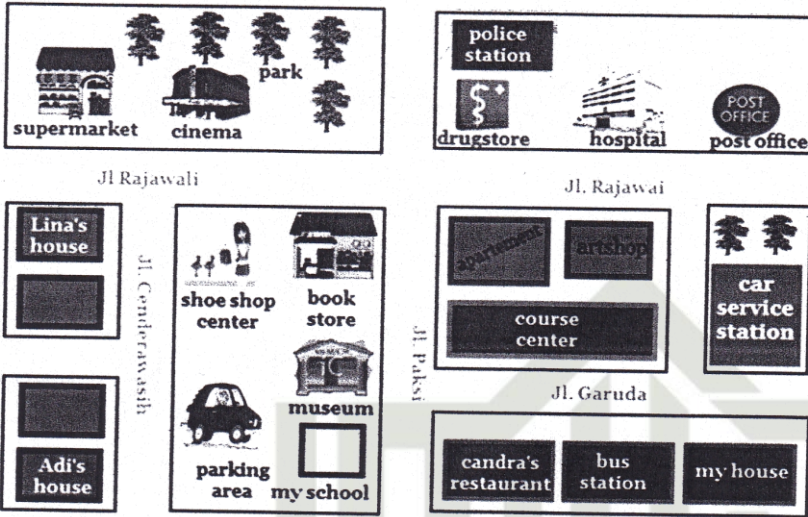 police
station
park
supermarket
cinema
POST
OFFICE
drugstore
hospital
post office
Jl Rajawali
Jl. Rajawai
Lina's
house
Jl. Cenderawasih
shoe shop
center
book
store
apartement
artshop
course
center
car
service
station
Jl. Paksi
museum
Jl. Garuda
parking
area
my school
Adi's
house
candra's
restaurant
bus
station
my house